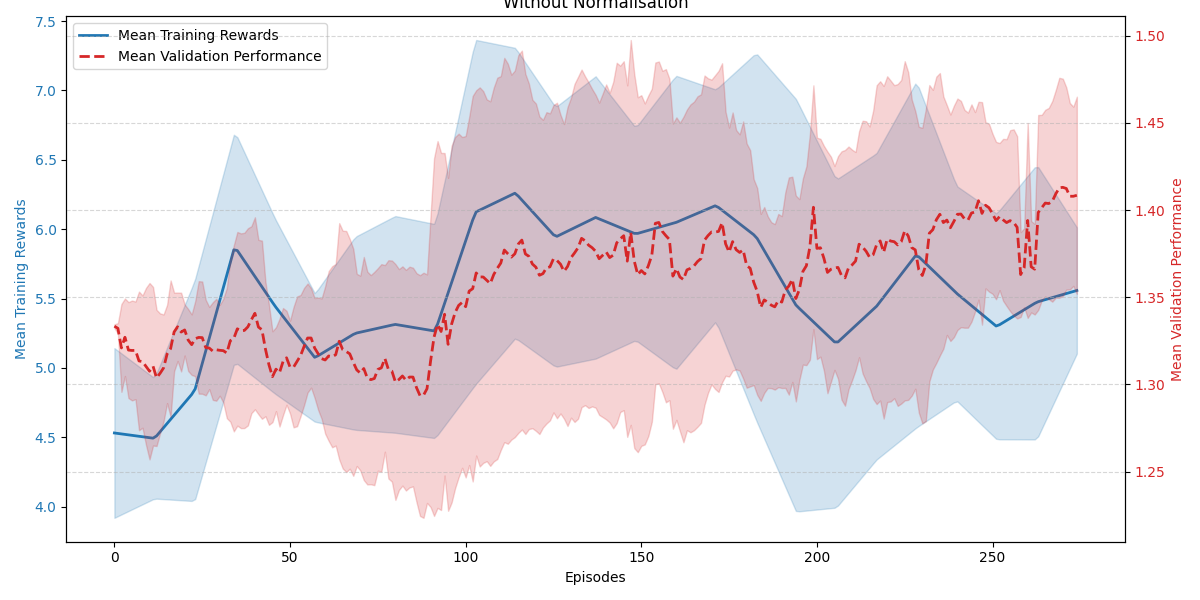 Without Normalisation
Mean Training Rewards
Mean Validation Performance
7.5
7.0
6.5
6.0
5.5
5.0
4.5
4.0
Mean Training Rewards
1.50
1.45
1.40
1.35
1.30
1.25
Mean Validation Performance
0 50 100 150 200 250
Episodes